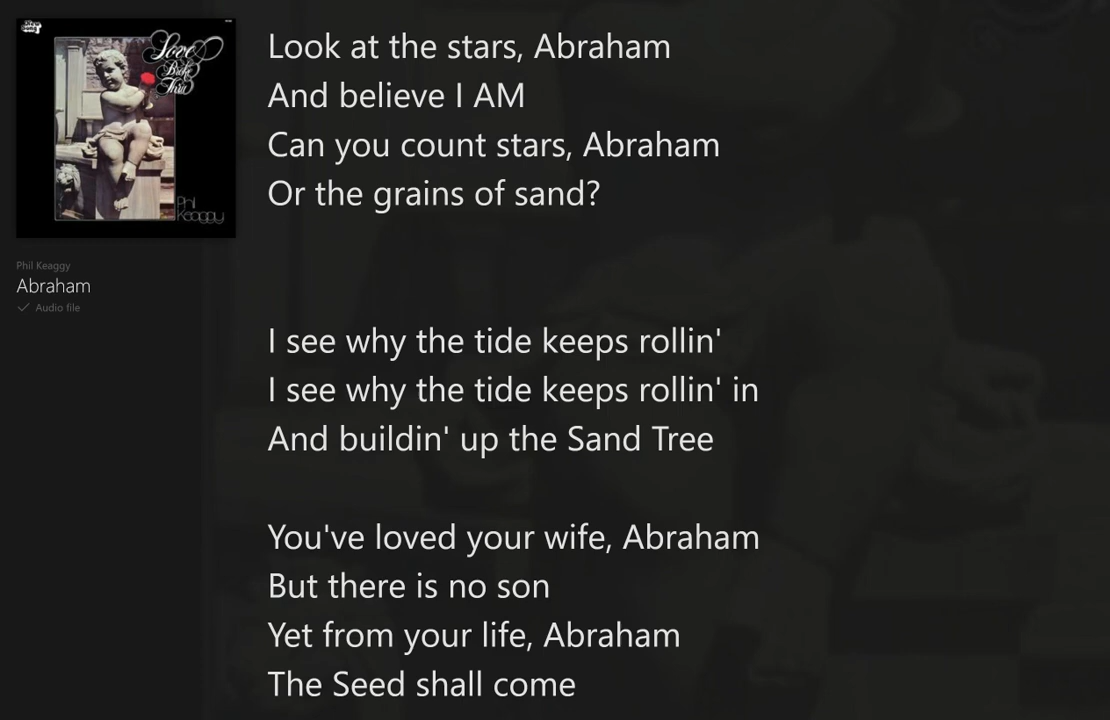 Love
Broke
Thru
Phil
Keaggy
Phil Keaggy
Abraham
Audio file
Look at the stars, Abraham
And believe I AM
Can you count stars, Abraham
Or the grains of sand?
I see why the tide keeps rollin'
I see why the tide keeps rollin' in
And buildin' up the Sand Tree
You've loved your wife, Abraham
But there is no son
Yet from your life, Abraham
The Seed shall come